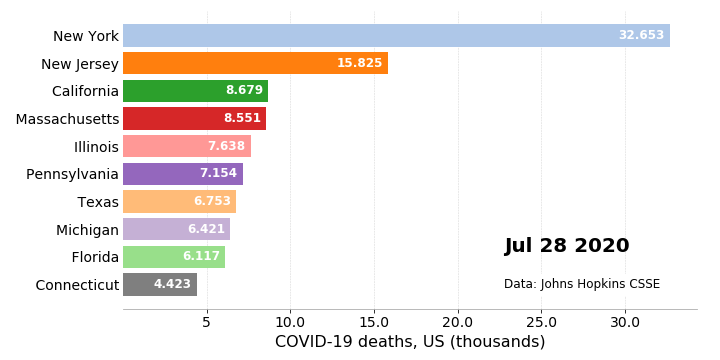 New York 32.653
New Jersey 15.825
California 8.679
Massachusetts 8.551
Illinois 7.638
Pennsylvania 7.154
Texas 6.753
Michigan 6.421
Florida 6.117
Connecticut 4.423
Jul 28 2020
Data: Johns Hopkins CSSE
5 10.0 15.0 20.0 25.0 30.0
COVID-19 deaths, US (thousands)